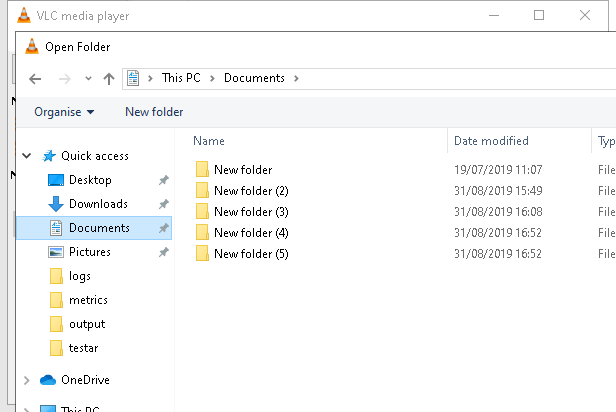 VLC media player
Open Folder
This PC > Documents >
Organise New folder
Name Date modified Typ
Quick access
Desktop
Downloads
Documents
Pictures
logs
metrics
output
testar
OneDrive
This PC
New folder 19/07/2019 11:07 File
New folder (2) 31/08/2019 15:49 File
New folder (3) 31/08/2019 16:08 File
New folder (4) 31/08/2019 16:52 File
New folder (5) 31/08/2019 16:52 File